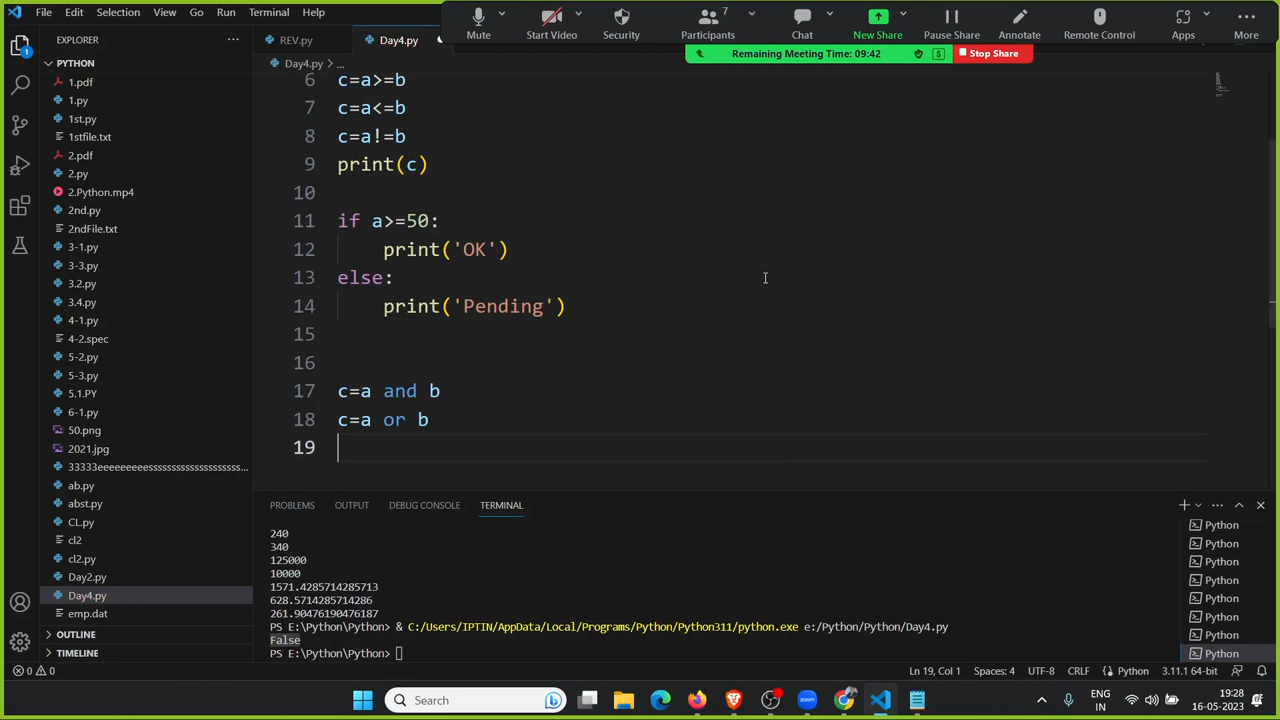 File Edit Selection View Go Run Terminal Help
Mute
Start Video
Security
7
Participants
Chat
New Share
Pause Share
Annotate
Remote Control
Apps
More
Remaining Meeting Time: 09:42
Stop Share
EXPLORER
REV.py
Day4.py
PYTHON
Day4.py > ...
1.pdf
1.py
1st.py
1stfile.txt
2.pdf
2.py
2.Python.mp4
2nd.py
2ndFile.txt
3-1.py
3-3.py
3.2.py
3.4.py
4-1.py
4-2.spec
5-2.py
5-3.py
5.1.PY
6-1.py
50.png
2021.jpg
33333eeeeeeeeessssssssssssssssssss...
ab.py
abst.py
CL.py
cl2
cl2.py
Day2.py
Day4.py
emp.dat
OUTLINE
TIMELINE
6 c=a>=b
7 c=a<=b
8 c=a!=b
9 print(c)
10
11 if a>=50:
12 print('OK')
13 else:
14 print('Pending')
15
16
17 c=a and b
18 c=a or b
19
PROBLEMS OUTPUT DEBUG CONSOLE TERMINAL
240
340
125000
10000
1571.4285714285713
628.5714285714286
261.90476190476187
PS E:\Python\Python> & C:/Users/IPTIN/AppData/Local/Programs/Python/Python311/python.exe e:/Python/Python/Day4.py
False
PS E:\Python\Python>
Python
Python
Python
Python
Python
Python
Python
Python
0 0
Ln 19, Col 1 Spaces: 4 UTF-8 CRLF Python 3.11.1 64-bit
Search
ENG
IN
19:28
16-05-2023